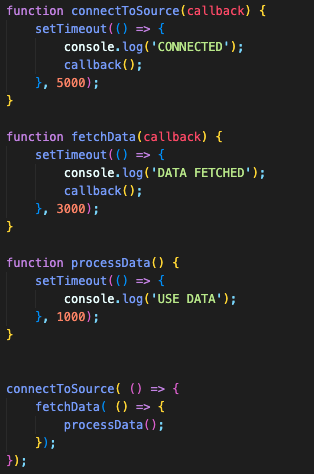 function connectToSource(callback) {
    setTimeout(() => {
        console.log('CONNECTED');
        callback();
    }, 5000);
}

function fetchData(callback) {
    setTimeout(() => {
        console.log('DATA FETCHED');
        callback();
    }, 3000);
}

function processData() {
    setTimeout(() => {
        console.log('USE DATA');
    }, 1000);
}


connectToSource( () => {
    fetchData( () => {
        processData();
    });
});